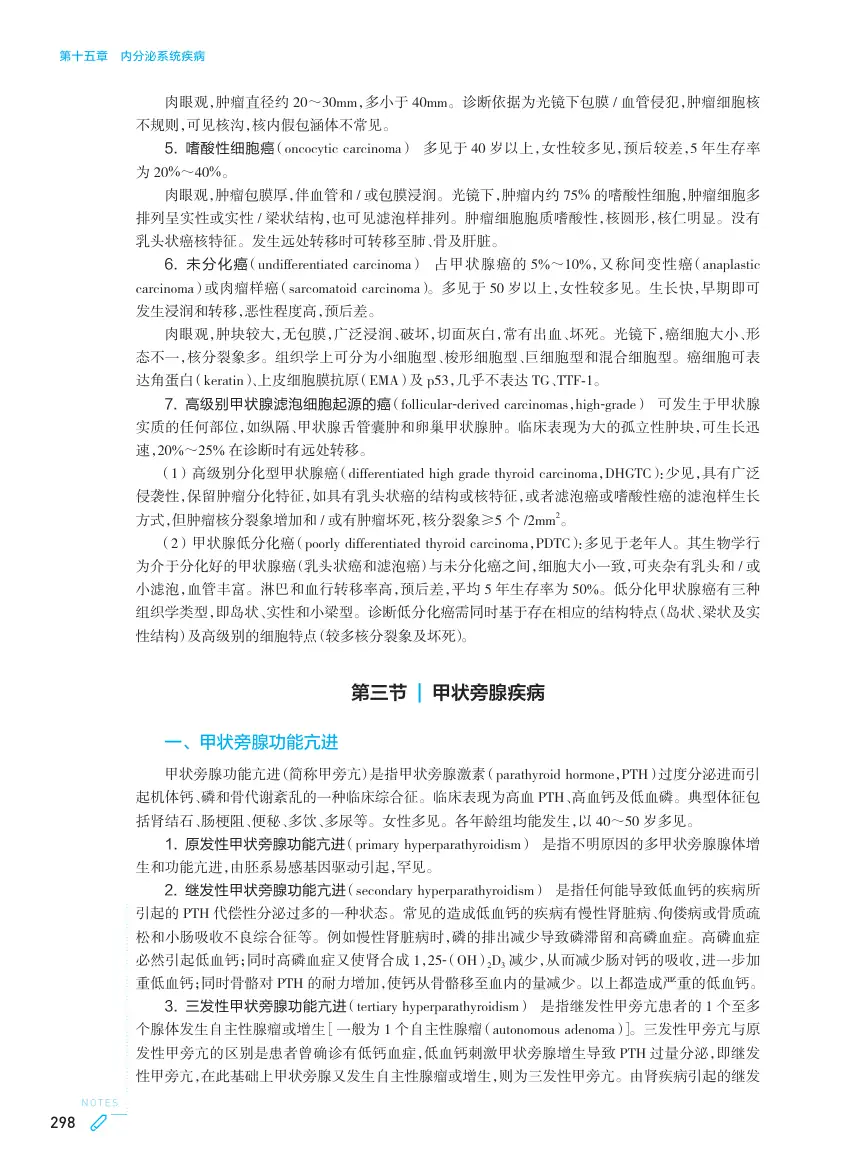 第十五章 内分泌系统疾病
肉眼观,肿瘤直径约 20～30mm,多小于 40mm。诊断依据为光镜下包膜 / 血管侵犯,肿瘤细胞核
不规则,可见核沟,核内假包涵体不常见。
5. 嗜酸性细胞癌(oncocytic carcinoma) 多见于 40 岁以上,女性较多见,预后较差,5 年生存率
为 20%～40%。
肉眼观,肿瘤包膜厚,伴血管和 / 或包膜浸润。光镜下,肿瘤内约 75% 的嗜酸性细胞,肿瘤细胞多
排列呈实性或实性 / 梁状结构,也可见滤泡样排列。肿瘤细胞胞质嗜酸性,核圆形,核仁明显。没有
乳头状癌核特征。发生远处转移时可转移至肺、骨及肝脏。
6. 未分化癌(undifferentiated carcinoma) 占甲状腺癌的 5%～10%,又称间变性癌(anaplastic
carcinoma)或肉瘤样癌(sarcomatoid carcinoma)。多见于 50 岁以上,女性较多见。生长快,早期即可
发生浸润和转移,恶性程度高,预后差。
肉眼观,肿块较大,无包膜,广泛浸润、破坏,切面灰白,常有出血、坏死。光镜下,癌细胞大小、形
态不一,核分裂象多。组织学上可分为小细胞型、梭形细胞型、巨细胞型和混合细胞型。癌细胞可表
达角蛋白(keratin)、上皮细胞膜抗原(EMA)及 p53,几乎不表达 TG、TTF-1。
7. 高级别甲状腺滤泡细胞起源的癌(follicular-derived carcinomas,high-grade) 可发生于甲状腺
实质的任何部位,如纵隔、甲状腺舌管囊肿和卵巢甲状腺肿。临床表现为大的孤立性肿块,可生长迅
速,20%～25% 在诊断时有远处转移。
(1)高级别分化型甲状腺癌(differentiated high grade thyroid carcinoma,DHGTC):少见,具有广泛
侵袭性,保留肿瘤分化特征,如具有乳头状癌的结构或核特征,或者滤泡癌或嗜酸性癌的滤泡样生长
方式,但肿瘤核分裂象增加和 / 或有肿瘤坏死,核分裂象≥5 个 /2mm²。
(2)甲状腺低分化癌(poorly differentiated thyroid carcinoma,PDTC):多见于老年人。其生物学行
为介于分化好的甲状腺癌(乳头状癌和滤泡癌)与未分化癌之间,细胞大小一致,可夹杂有乳头和 / 或
小滤泡,血管丰富。淋巴和血行转移率高,预后差,平均 5 年生存率为 50%。低分化甲状腺癌有三种
组织学类型,即岛状、实性和小梁型。诊断低分化癌需同时基于存在相应的结构特点(岛状、梁状及实
性结构)及高级别的细胞特点(较多核分裂象及坏死)。
第三节 | 甲状旁腺疾病
一、甲状旁腺功能亢进
甲状旁腺功能亢进(简称甲旁亢)是指甲状旁腺激素(parathyroid hormone,PTH)过度分泌进而引
起机体钙、磷和骨代谢紊乱的一种临床综合征。临床表现为高血 PTH、高血钙及低血磷。典型体征包
括肾结石、肠梗阻、便秘、多饮、多尿等。女性多见。各年龄组均能发生,以 40～50 岁多见。
1. 原发性甲状旁腺功能亢进(primary hyperparathyroidism) 是指不明原因的多甲状旁腺腺体增
生和功能亢进,由胚系易感基因驱动引起,罕见。
2. 继发性甲状旁腺功能亢进(secondary hyperparathyroidism) 是指任何能导致低血钙的疾病所
引起的 PTH 代偿性分泌过多的一种状态。常见的造成低血钙的疾病有慢性肾脏病、佝偻病或骨质疏
松和小肠吸收不良综合征等。例如慢性肾脏病时,磷的排出减少导致磷滞留和高磷血症。高磷血症
必然引起低血钙;同时高磷血症又使肾合成 1,25-(OH)₂D₃ 减少,从而减少肠对钙的吸收,进一步加
重低血钙;同时骨骼对 PTH 的耐力增加,使钙从骨骼移至血内的量减少。以上都造成严重的低血钙。
3. 三发性甲状旁腺功能亢进(tertiary hyperparathyroidism) 是指继发性甲旁亢患者的 1 个至多
个腺体发生自主性腺瘤或增生[一般为 1 个自主性腺瘤(autonomous adenoma)]。三发性甲旁亢与原
发性甲旁亢的区别是患者曾确诊有低钙血症,低血钙刺激甲状旁腺增生导致 PTH 过量分泌,即继发
性甲旁亢,在此基础上甲状旁腺又发生自主性腺瘤或增生,则为三发性甲旁亢。由肾疾病引起的继发
NOTES
298